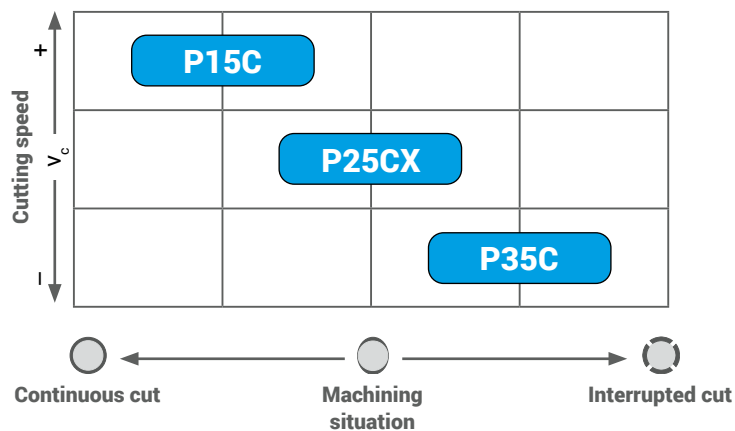 +
P15C
Cutting speed
Vc
P25CX
P35C
–
Continuous cut
Machining
situation
Interrupted cut